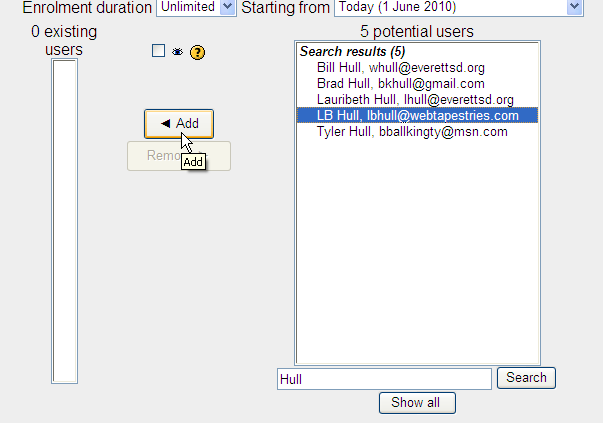 Enrolment duration Unlimited Starting from Today (1 June 2010)
0 existing users
5 potential users
?
Search results (5)
Bill Hull, whull@everettsd.org
Brad Hull, bkhull@gmail.com
Lauribeth Hull, lhull@everettsd.org
LB Hull, lbhull@webtapestries.com
Tyler Hull, bballkingty@msn.com
◄ Add
Add
Hull
Search
Show all